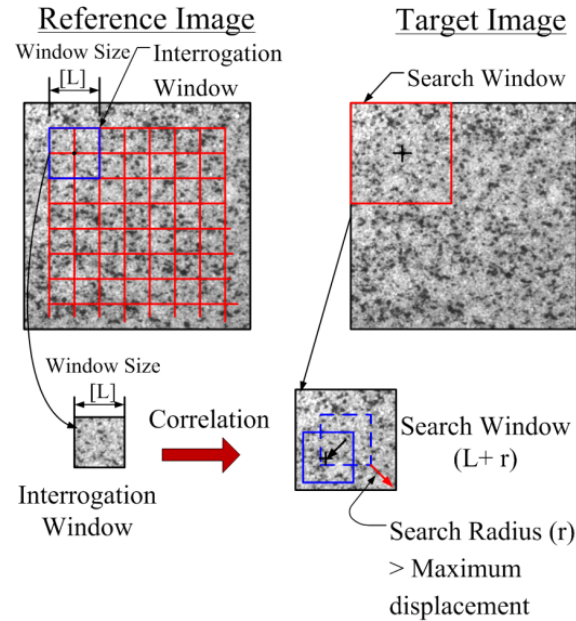 Reference Image
Window Size
[L]
Interrogation
Window
Target Image
Search Window
Window Size
[L]
Interrogation
Window
Correlation
Search Window
(L+ r)
Search Radius (r)
> Maximum
displacement